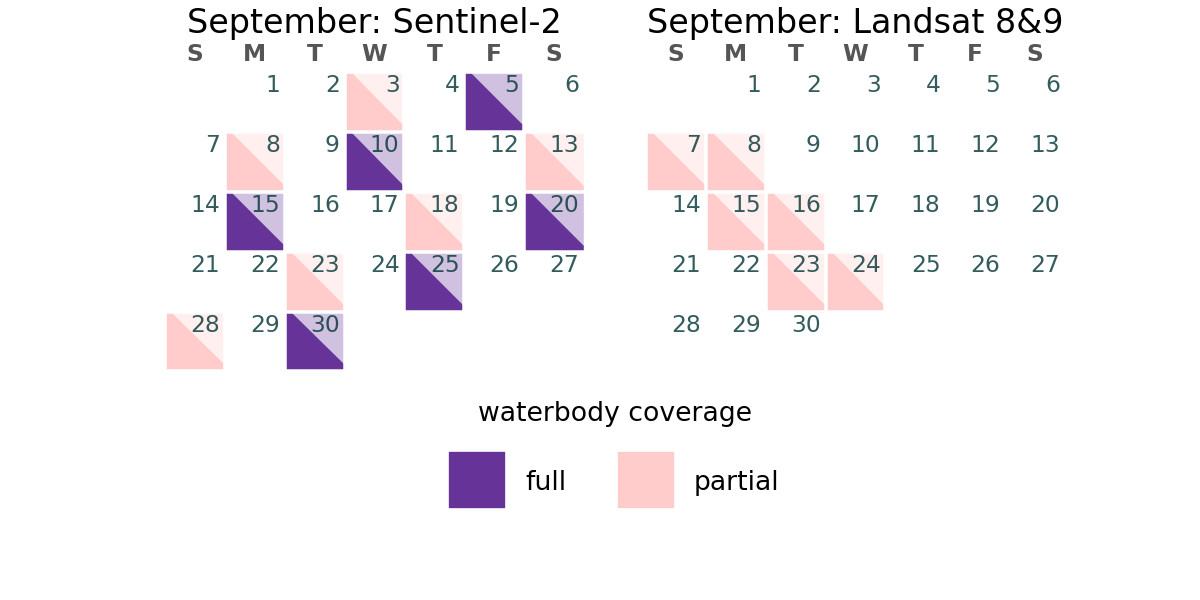 September: Sentinel-2
S M T W T F S
1 2 3 4 5 6
7 8 9 10 11 12 13
14 15 16 17 18 19 20
21 22 23 24 25 26 27
28 29 30
September: Landsat 8&9
S M T W T F S
1 2 3 4 5 6
7 8 9 10 11 12 13
14 15 16 17 18 19 20
21 22 23 24 25 26 27
28 29 30
waterbody coverage
full
partial